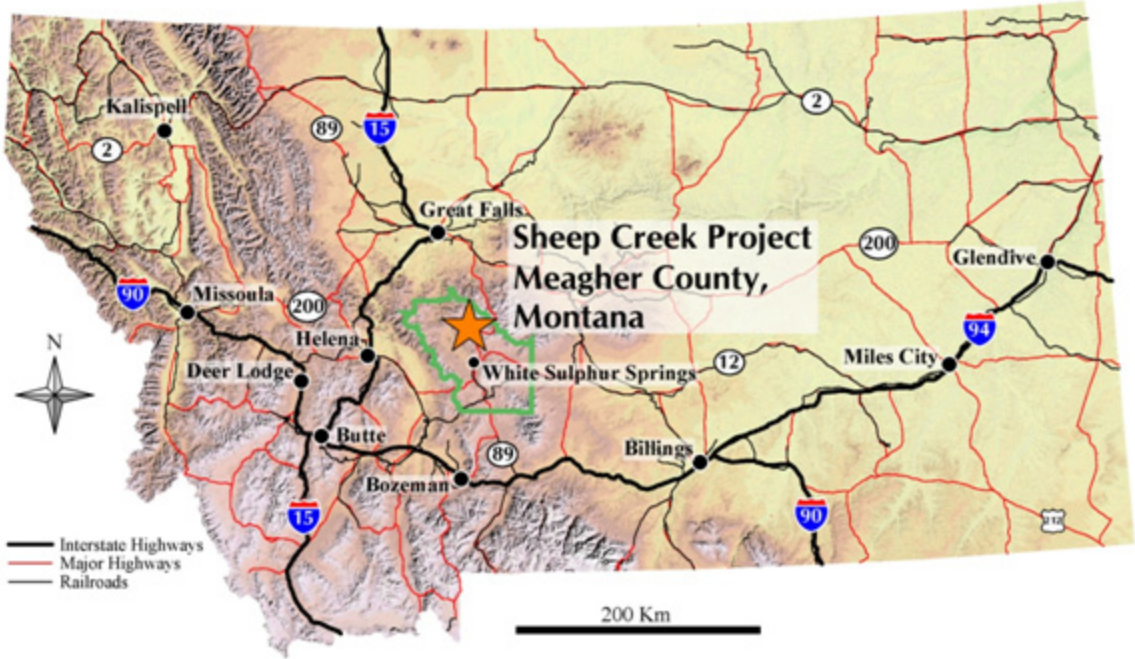 Kalispell
2
89
15
2
Great Falls
Sheep Creek Project
Meagher County,
Montana
200
Glendive
90
Missoula
200
Helena
94
N
Deer Lodge
White Sulphur Springs
12
Miles City
Butte
89
Billings
Bozeman
15
90
212
Interstate Highways
Major Highways
Railroads
200 Km